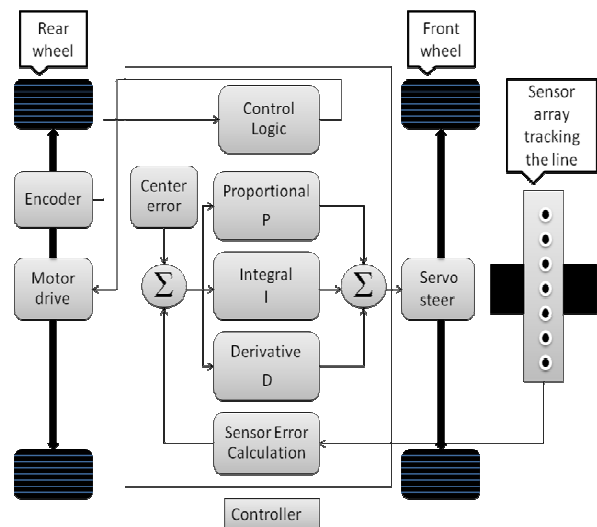 Rear
wheel
Front
wheel
Sensor
array
tracking
the line
Control
Logic
Encoder
Center
error
Proportional
P
Motor
drive
Σ
Integral
I
Σ
Servo
steer
Derivative
D
Sensor Error
Calculation
Controller